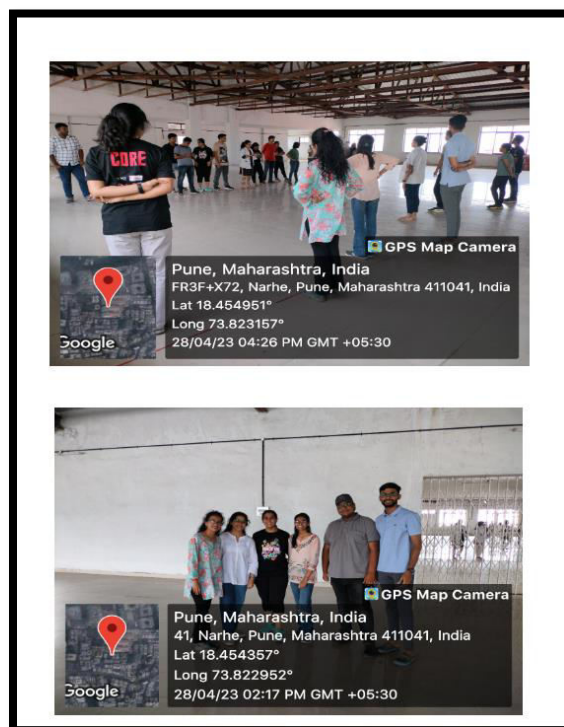 CORE
GPS Map Camera
Pune, Maharashtra, India
FR3F+X72, Narhe, Pune, Maharashtra 411041, India
Lat 18.454951°
Long 73.823157°
28/04/23 04:26 PM GMT +05:30
Google
GPS Map Camera
Pune, Maharashtra, India
41, Narhe, Pune, Maharashtra 411041, India
Lat 18.454357°
Long 73.822952°
28/04/23 02:17 PM GMT +05:30
Google